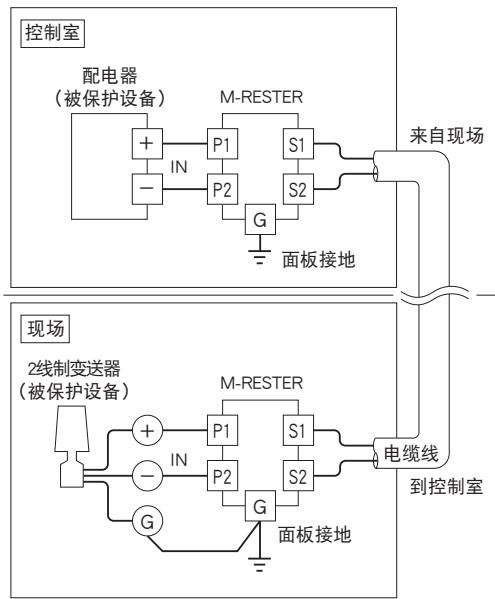 控制室
配电器
（被保护设备）
M-RESTER
来自现场
+
P1
S1
IN
−
P2
S2
G
面板接地
现场
2线制变送器
（被保护设备）
M-RESTER
+
P1
S1
电缆线
IN
−
P2
S2
到控制室
G
G
面板接地